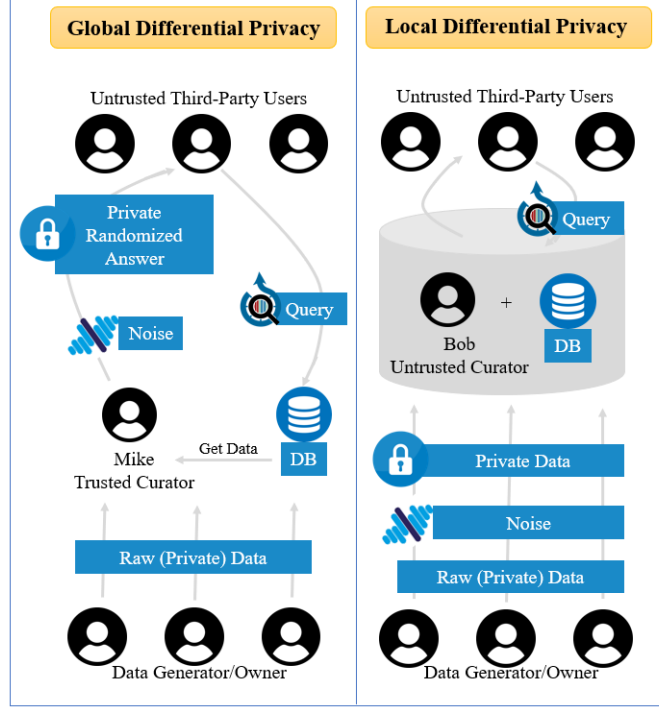 Global Differential Privacy
Untrusted Third-Party Users
Private
Randomized
Answer
Query
Noise
Get Data
DB
Mike
Trusted Curator
Raw (Private) Data
Data Generator/Owner
Local Differential Privacy
Untrusted Third-Party Users
Query
+
Bob
DB
Untrusted Curator
Private Data
Noise
Raw (Private) Data
Data Generator/Owner